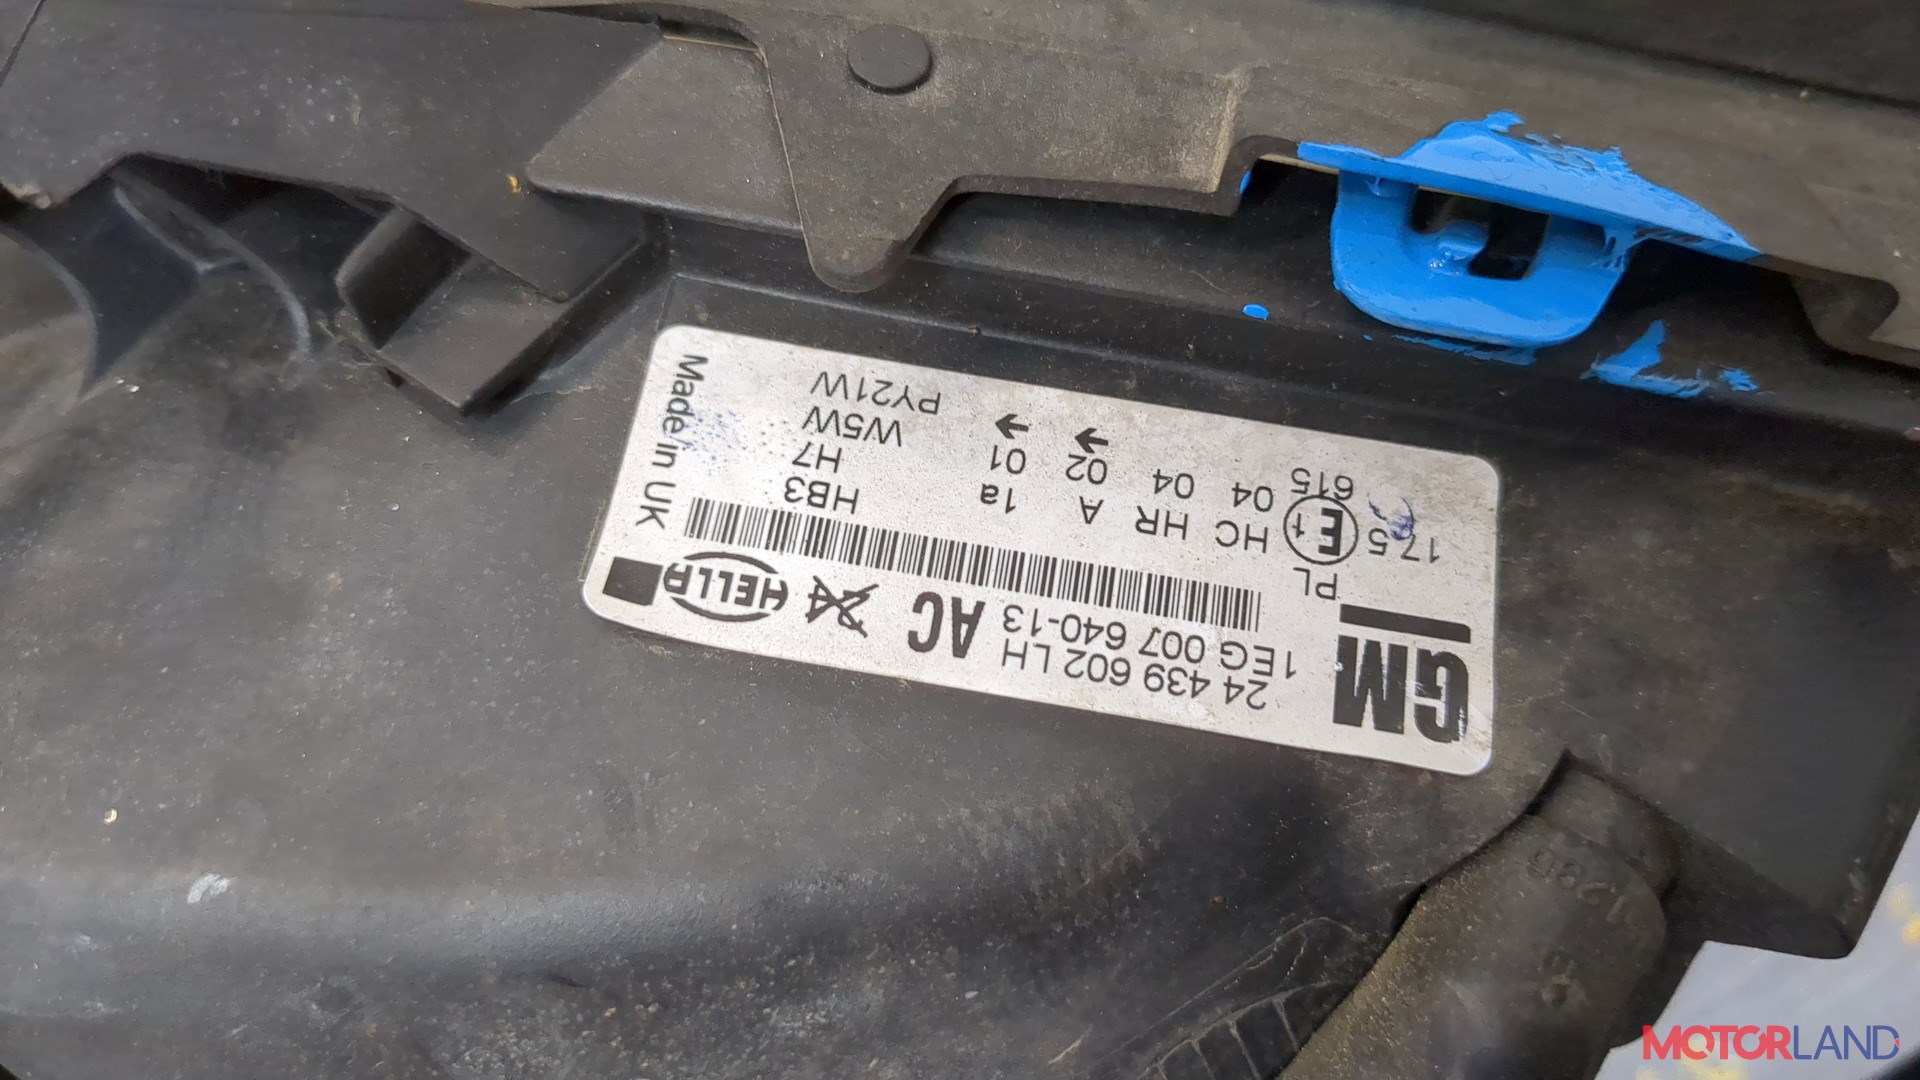 GM
24 439 602 LH
1EG 007 640-13
AC
24
HELLA
PL
17,5 E1 HC HR A 1a HB3
615 04 04 02 01 H7
W5W
PY21W
Made in UK
MOTORLAND